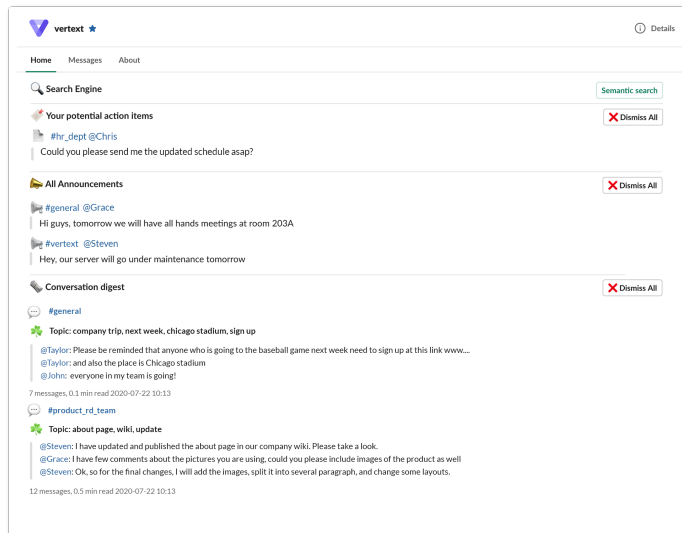 vertext
Details
Home Messages About
Search Engine
Semantic search
Your potential action items
Dismiss All
#hr_dept @Chris
Could you please send me the updated schedule asap?
All Announcements
Dismiss All
#general @Grace
Hi guys, tomorrow we will have all hands meetings at room 203A
#vertext @Steven
Hey, our server will go under maintenance tomorrow
Conversation digest
Dismiss All
#general
Topic: company trip, next week, chicago stadium, sign up
@Taylor: Please be reminded that anyone who is going to the baseball game next week need to sign up at this link www....
@Taylor: and also the place is Chicago stadium
@John: everyone in my team is going!
7 messages, 0.1 min read 2020-07-22 10:13
#product_rd_team
Topic: about page, wiki, update
@Steven: I have updated and published the about page in our company wiki. Please take a look.
@Grace: I have few comments about the pictures you are using, could you please include images of the product as well
@Steven: Ok, so for the final changes, I will add the images, split it into several paragraph, and change some layouts.
12 messages, 0.5 min read 2020-07-22 10:13